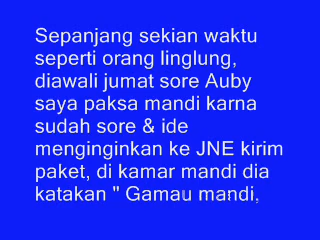 Sepanjang sekian waktu
seperti orang linglung,
diawali jumat sore Auby
saya paksa mandi karna
sudah sore & ide
menginginkan ke JNE kirim
paket, di kamar mandi dia
katakan " Gamau mandi,